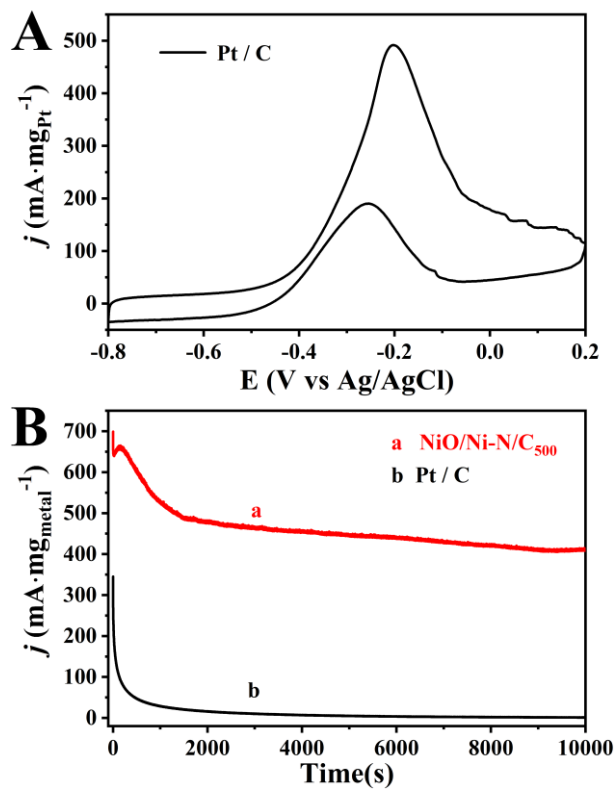 A
Pt / C
500
400
300
200
100
0
j (mA·mgPt-1)
-0.8 -0.6 -0.4 -0.2 0.0 0.2
E (V vs Ag/AgCl)
B
a NiO/Ni-N/C500
b Pt / C
700
600
500
400
300
200
100
0
a
b
j (mA·mgmetal-1)
0 2000 4000 6000 8000 10000
Time(s)